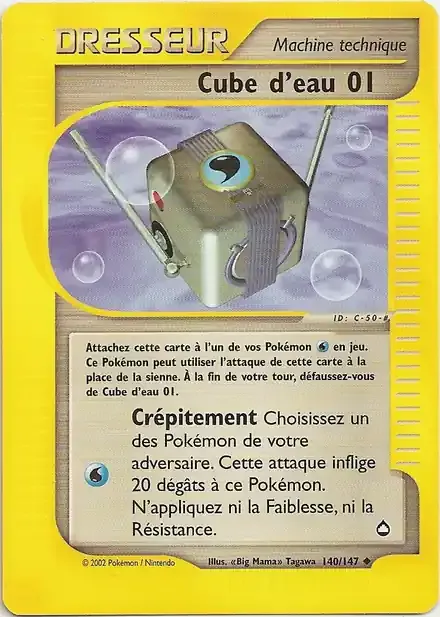 DRESSEUR
Machine technique
Cube d'eau 01
ID: C-50-#
Attachez cette carte à l'un de vos Pokémon en jeu.
Ce Pokémon peut utiliser l'attaque de cette carte à la
place de la sienne. À la fin de votre tour, défaussez-vous
de Cube d'eau 01.
Crépitement Choisissez un
des Pokémon de votre
adversaire. Cette attaque inflige
20 dégâts à ce Pokémon.
N'appliquez ni la Faiblesse, ni la
Résistance.
© 2002 Pokémon / Nintendo
Illus. «Big Mama» Tagawa 140/147